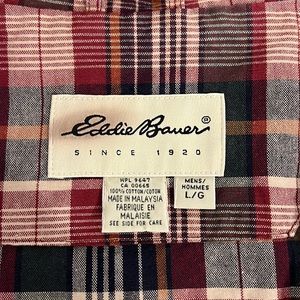 Eddie Bauer®
SINCE 1920
RPL 9647
CA 00665
100% COTTON/COTON
MADE IN MALAYSIA
FABRIQUE EN
MALAISIE
SEE SIDE FOR CARE
MENS/
HOMMES
L/G